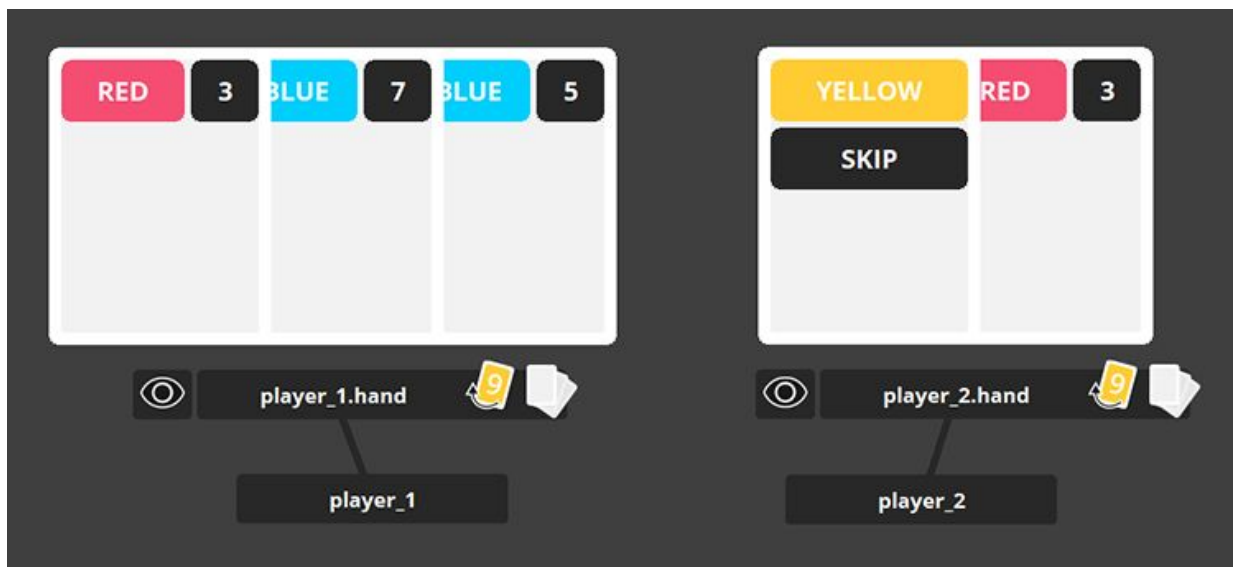 RED 3 BLUE 7 BLUE 5
YELLOW RED 3
SKIP
player_1.hand 9
player_2.hand 9
player_1
player_2